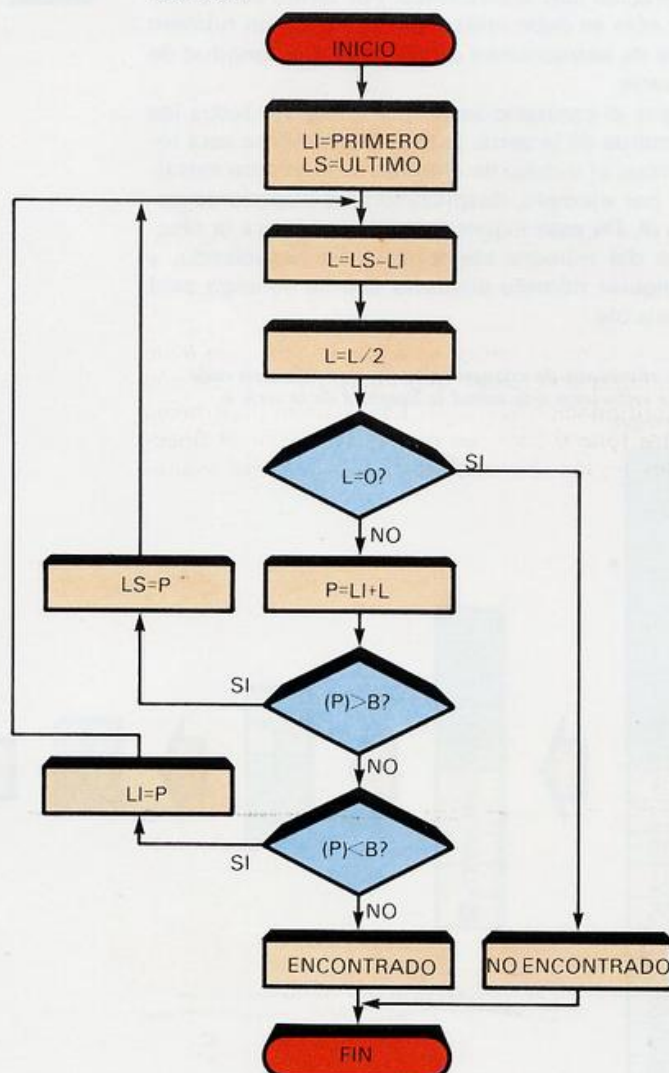 INICIO
LI=PRIMERO
LS=ULTIMO
L=LS-LI
L=L/2
L=O?
SI
NO
LS=P
P=LI+L
SI
(P)>B?
NO
LI=P
SI
(P)<B?
NO
ENCONTRADO
NO ENCONTRADO
FIN